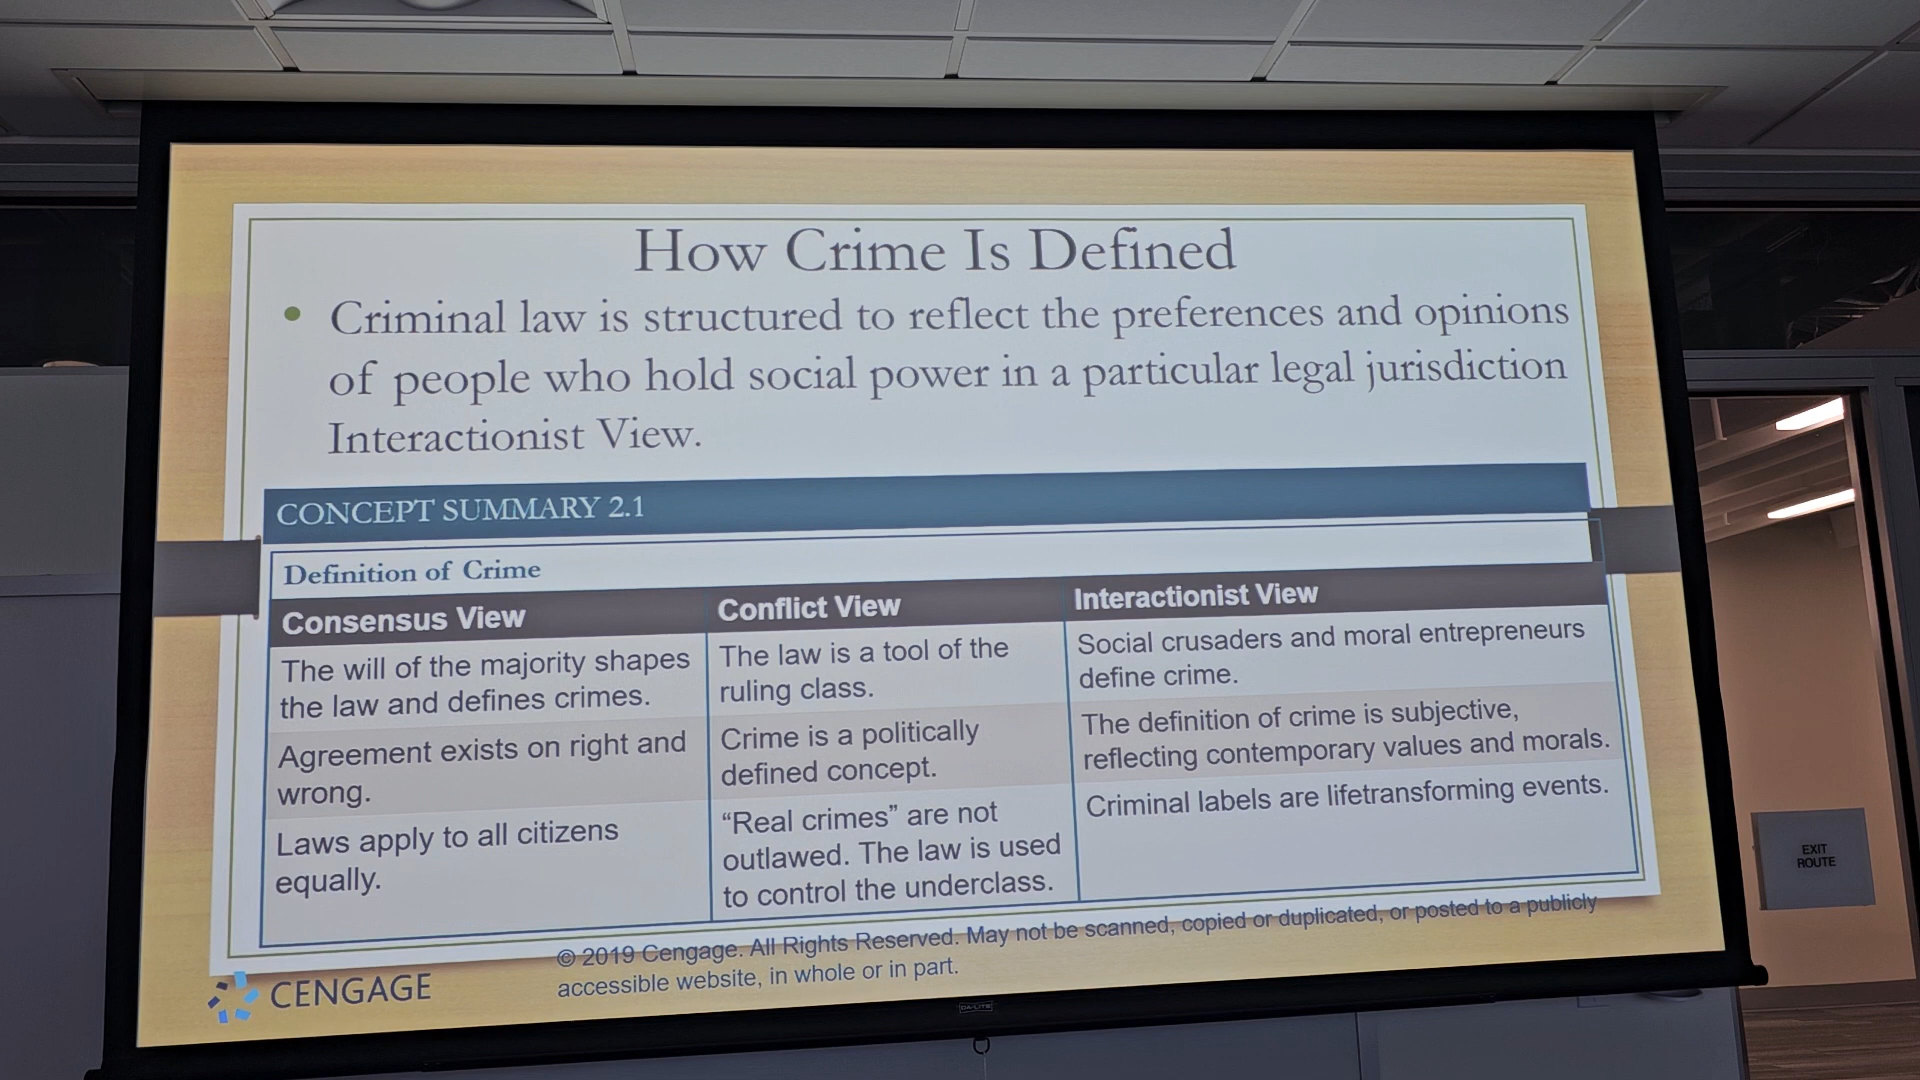 How Crime Is Defined
• Criminal law is structured to reflect the preferences and opinions
of people who hold social power in a particular legal jurisdiction
Interactionist View.
CONCEPT SUMMARY 2.1
Definition of Crime
Consensus View
The will of the majority shapes
the law and defines crimes.
Agreement exists on right and
wrong.
Laws apply to all citizens
equally.
Conflict View
The law is a tool of the
ruling class.
Crime is a politically
defined concept.
“Real crimes” are not
outlawed. The law is used
to control the underclass.
Interactionist View
Social crusaders and moral entrepreneurs
define crime.
The definition of crime is subjective,
reflecting contemporary values and morals.
Criminal labels are lifetransforming events.
CENGAGE
© 2019 Cengage. All Rights Reserved. May not be scanned, copied or duplicated, or posted to a publicly
accessible website, in whole or in part.
DA-LITE
EXIT
ROUTE